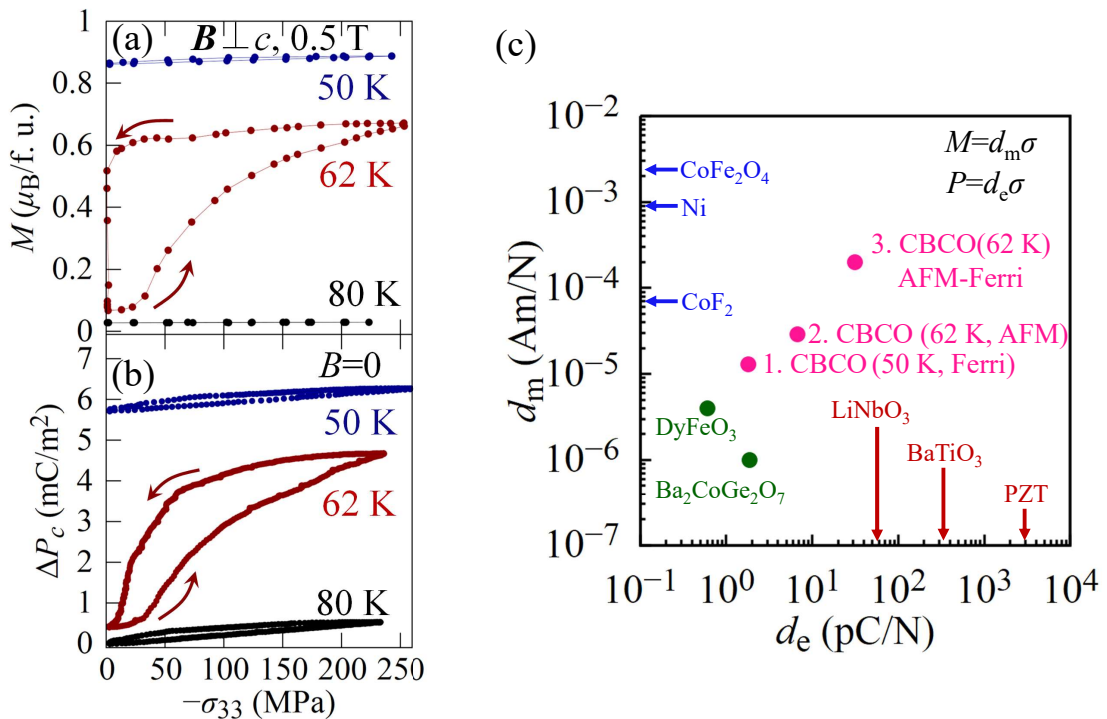 (a)
B⊥c, 0.5 T
50 K
62 K
80 K
M (μB/f. u.)
1
0.8
0.6
0.4
0.2
0
(b)
B=0
50 K
62 K
80 K
ΔPc (mC/m²)
7
6
5
4
3
2
1
0
0 50 100 150 200 250
−σ33 (MPa)
(c)
M=dmσ
P=deσ
CoFe2O4
Ni
CoF2
3. CBCO(62 K)
AFM-Ferri
2. CBCO (62 K, AFM)
1. CBCO (50 K, Ferri)
DyFeO3
Ba2CoGe2O7
LiNbO3
BaTiO3
PZT
dm (Am/N)
10⁻²
10⁻³
10⁻⁴
10⁻⁵
10⁻⁶
10⁻⁷
10⁻¹ 10⁰ 10¹ 10² 10³ 10⁴
de (pC/N)